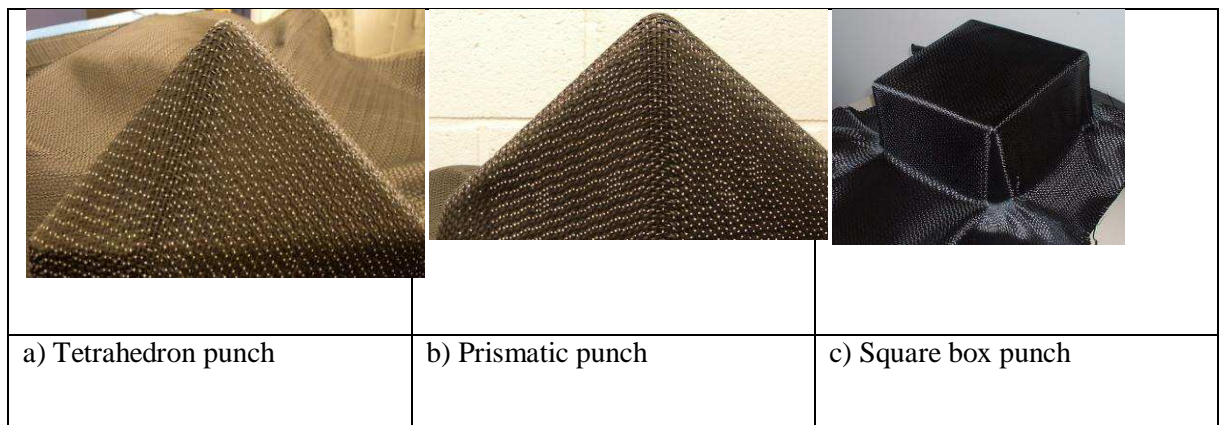 a) Tetrahedron punch
b) Prismatic punch
c) Square box punch